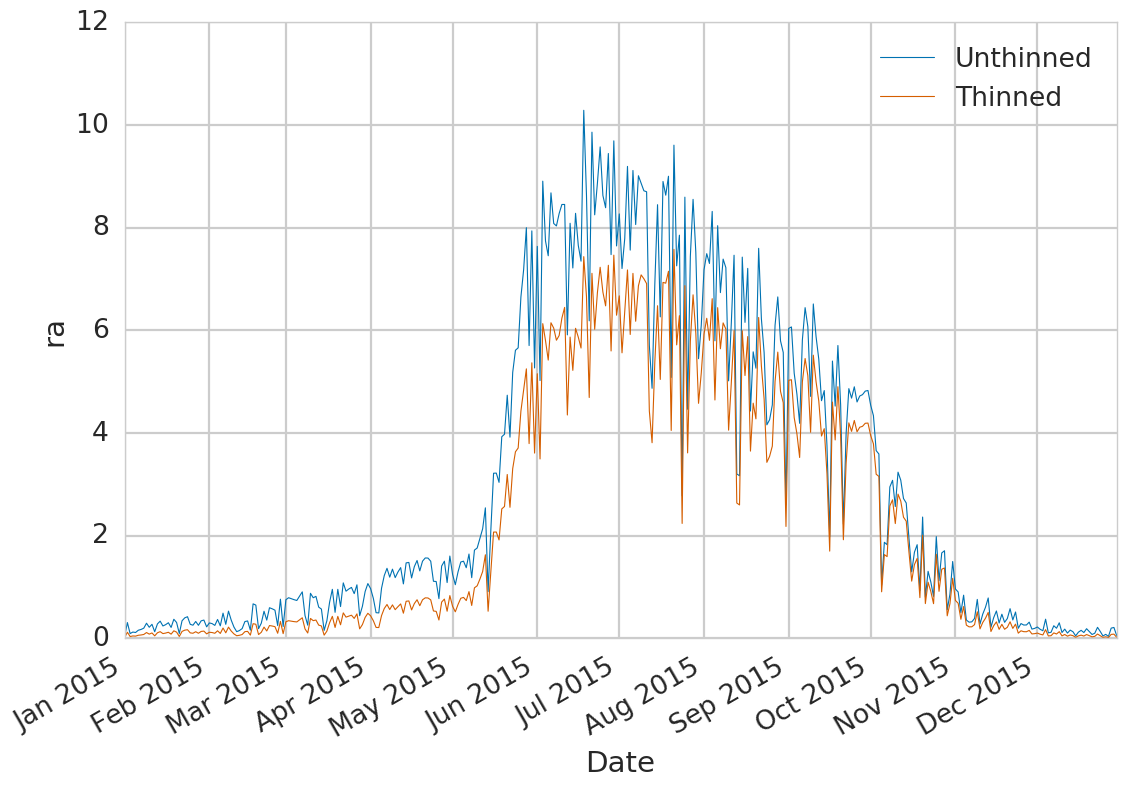 12
10
8
6
4
2
0
ra
Unthinned
Thinned
Jan 2015
Feb 2015
Mar 2015
Apr 2015
May 2015
Jun 2015
Jul 2015
Aug 2015
Sep 2015
Oct 2015
Nov 2015
Dec 2015
Date